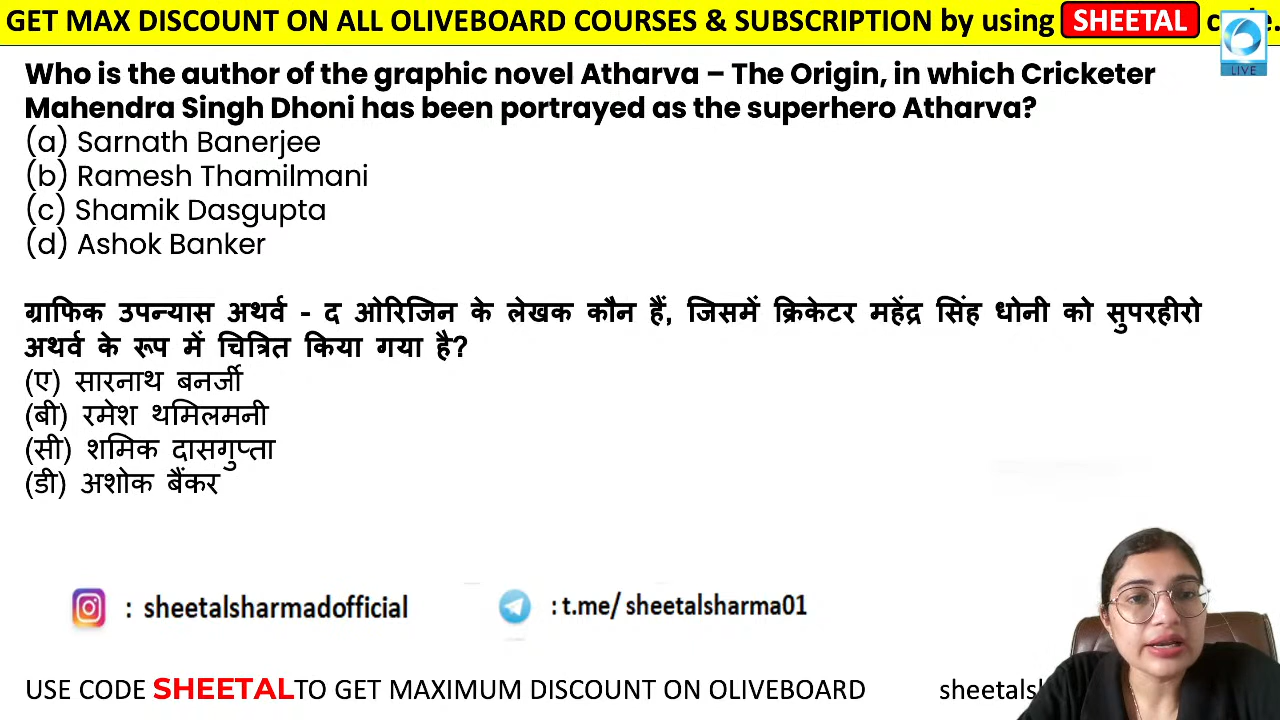 GET MAX DISCOUNT ON ALL OLIVEBOARD COURSES & SUBSCRIPTION by using SHEETAL code.
LIVE
Who is the author of the graphic novel Atharva – The Origin, in which Cricketer
Mahendra Singh Dhoni has been portrayed as the superhero Atharva?
(a) Sarnath Banerjee
(b) Ramesh Thamilmani
(c) Shamik Dasgupta
(d) Ashok Banker
ग्राफिक उपन्यास अथर्व - द ओरिजिन के लेखक कौन हैं, जिसमें क्रिकेटर महेंद्र सिंह धोनी को सुपरहीरो
अथर्व के रूप में चित्रित किया गया है?
(ए) सारनाथ बनर्जी
(बी) रमेश थमिलमनी
(सी) शमिक दासगुप्ता
(डी) अशोक बैंकर
: sheetalsharmadofficial
: t.me/ sheetalsharma01
USE CODE SHEETAL TO GET MAXIMUM DISCOUNT ON OLIVEBOARD